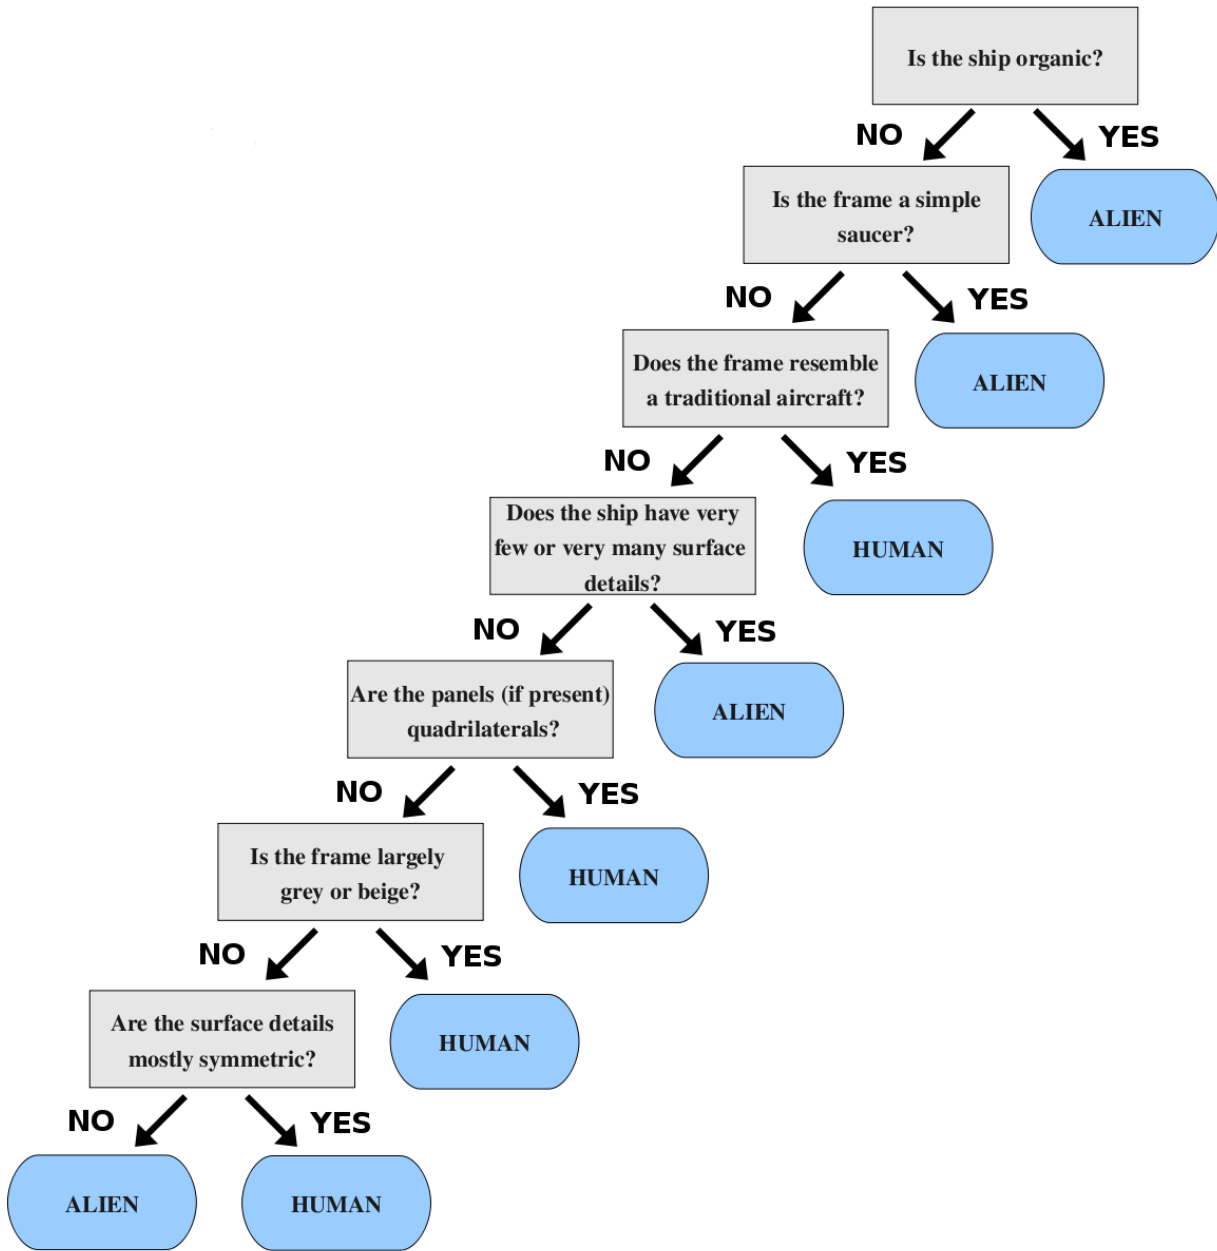 Is the ship organic?
NO
YES
Is the frame a simple
saucer?
ALIEN
NO
YES
Does the frame resemble
a traditional aircraft?
ALIEN
NO
YES
Does the ship have very
few or very many surface
details?
HUMAN
NO
YES
Are the panels (if present)
quadrilaterals?
ALIEN
NO
YES
Is the frame largely
grey or beige?
HUMAN
NO
YES
Are the surface details
mostly symmetric?
HUMAN
NO
YES
ALIEN
HUMAN